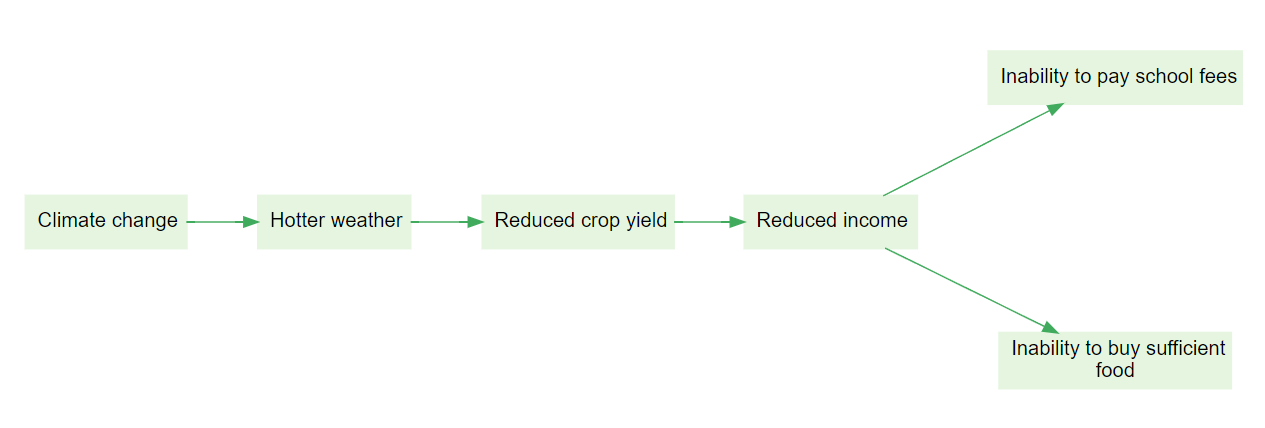 Inability to pay school fees
Climate change
Hotter weather
Reduced crop yield
Reduced income
Inability to buy sufficient
food